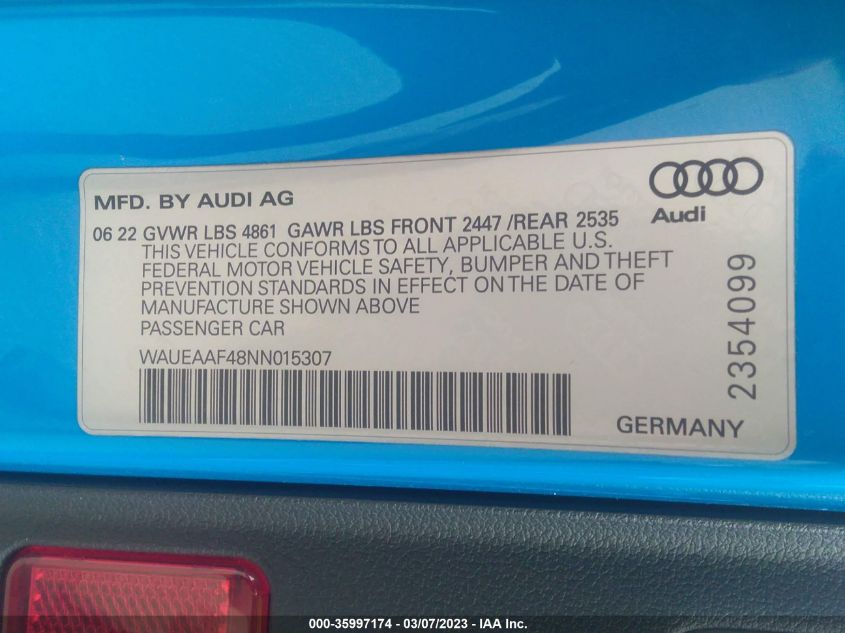 MFD. BY AUDI AG
Audi
06 22 GVWR LBS 4861 GAWR LBS FRONT 2447 /REAR 2535
THIS VEHICLE CONFORMS TO ALL APPLICABLE U.S.
FEDERAL MOTOR VEHICLE SAFETY, BUMPER AND THEFT
PREVENTION STANDARDS IN EFFECT ON THE DATE OF
MANUFACTURE SHOWN ABOVE
PASSENGER CAR
WAUEAAF48NN015307
2354099
GERMANY
000-35997174 — 03/07/2023 — IAA Inc.